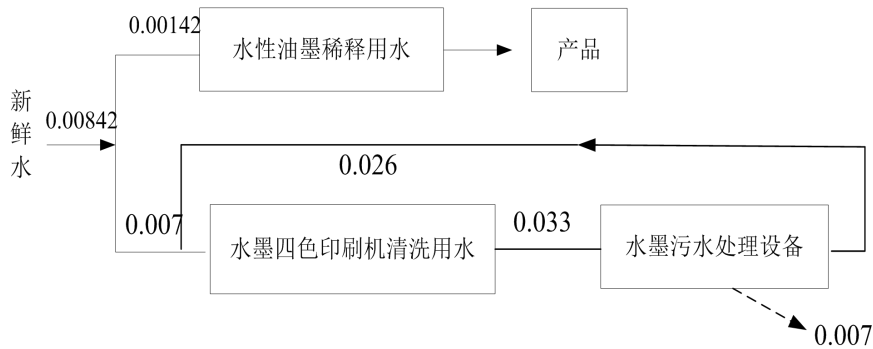 0.00142
水性油墨稀释用水
产品
新鲜水
0.00842
0.026
0.007
水墨四色印刷机清洗用水
0.033
水墨污水处理设备
0.007